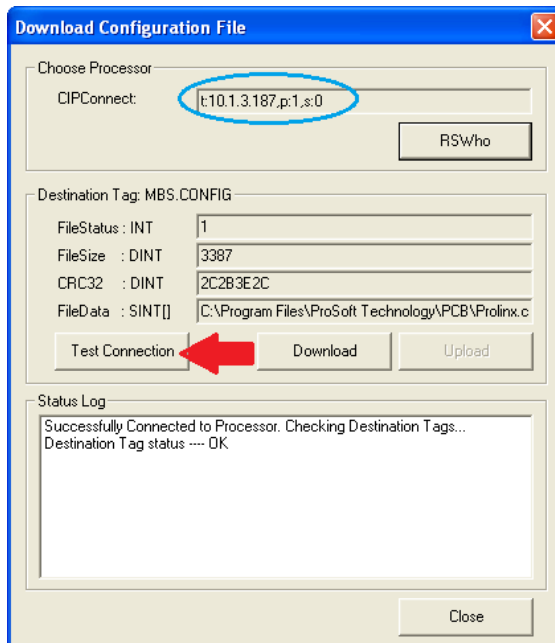 Download Configuration File
Choose Processor
CIPConnect: t:10.1.3.187,p:1,s:0
RSWho
Destination Tag: MBS.CONFIG
FileStatus : INT 1
FileSize : DINT 3387
CRC32 : DINT 2C2B3E2C
FileData : SINT[] C:\Program Files\ProSoft Technology\PCB\Prolinx.c
Test Connection Download Upload
Status Log
Successfully Connected to Processor. Checking Destination Tags...
Destination Tag status ---- OK
Close